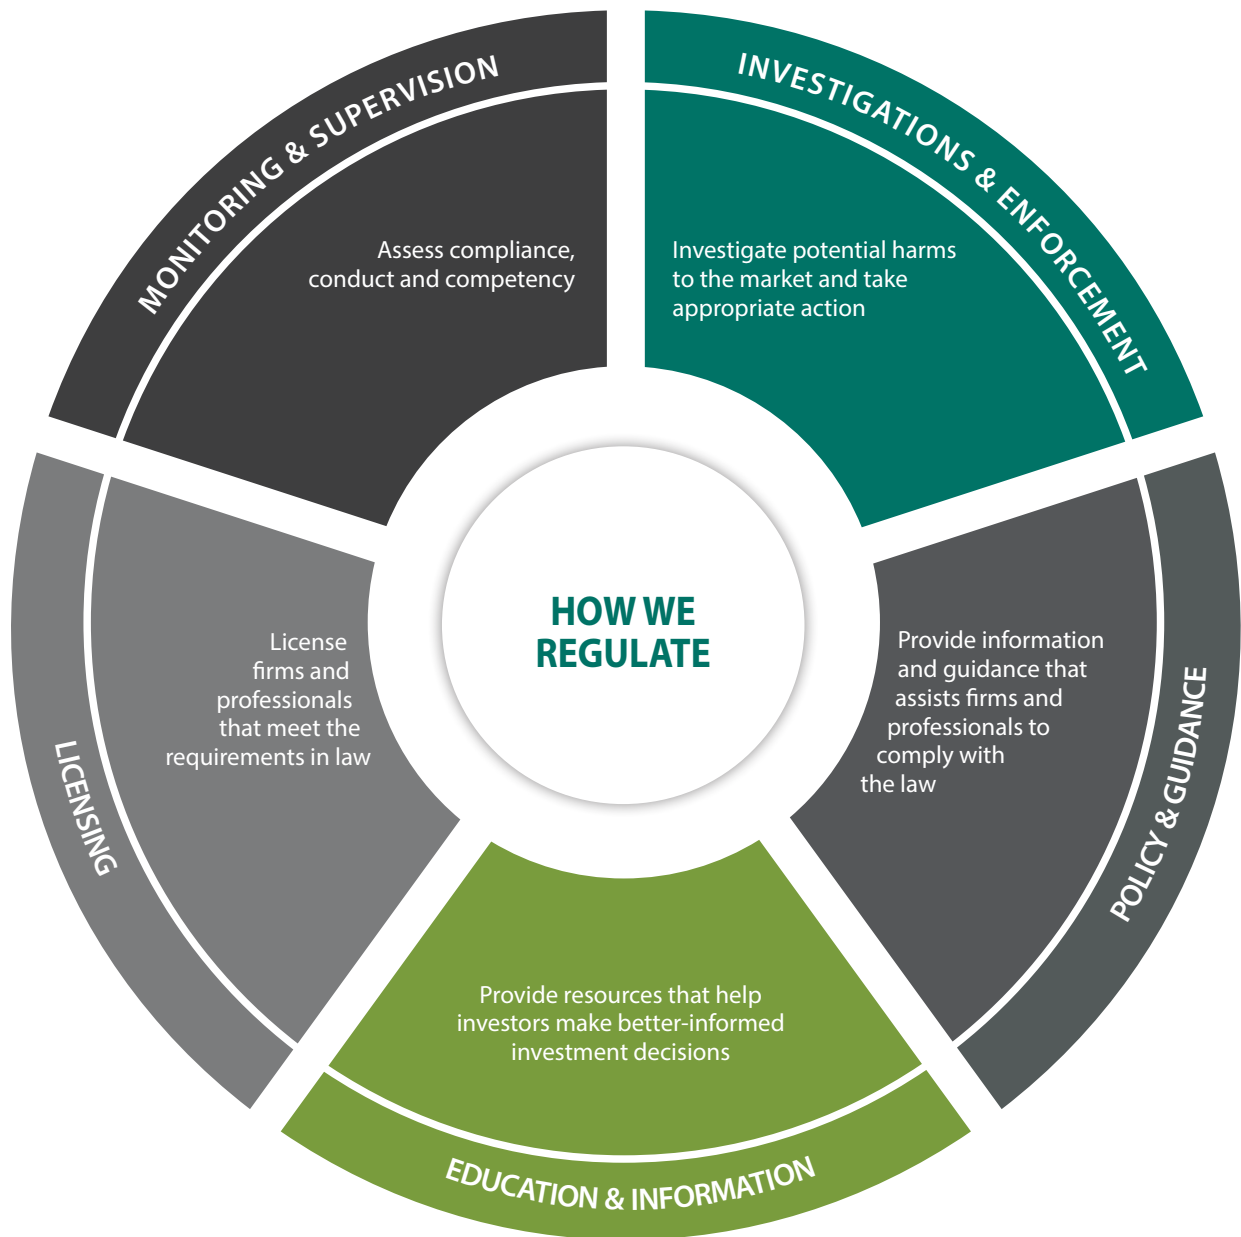 HOW WE
REGULATE
INVESTIGATIONS & ENFORCEMENT
Investigate potential harms
to the market and take
appropriate action
POLICY & GUIDANCE
Provide information
and guidance that
assists firms and
professionals to
comply with
the law
EDUCATION & INFORMATION
Provide resources that help
investors make better-informed
investment decisions
LICENSING
License
firms and
professionals
that meet the
requirements in law
MONITORING & SUPERVISION
Assess compliance,
conduct and competency